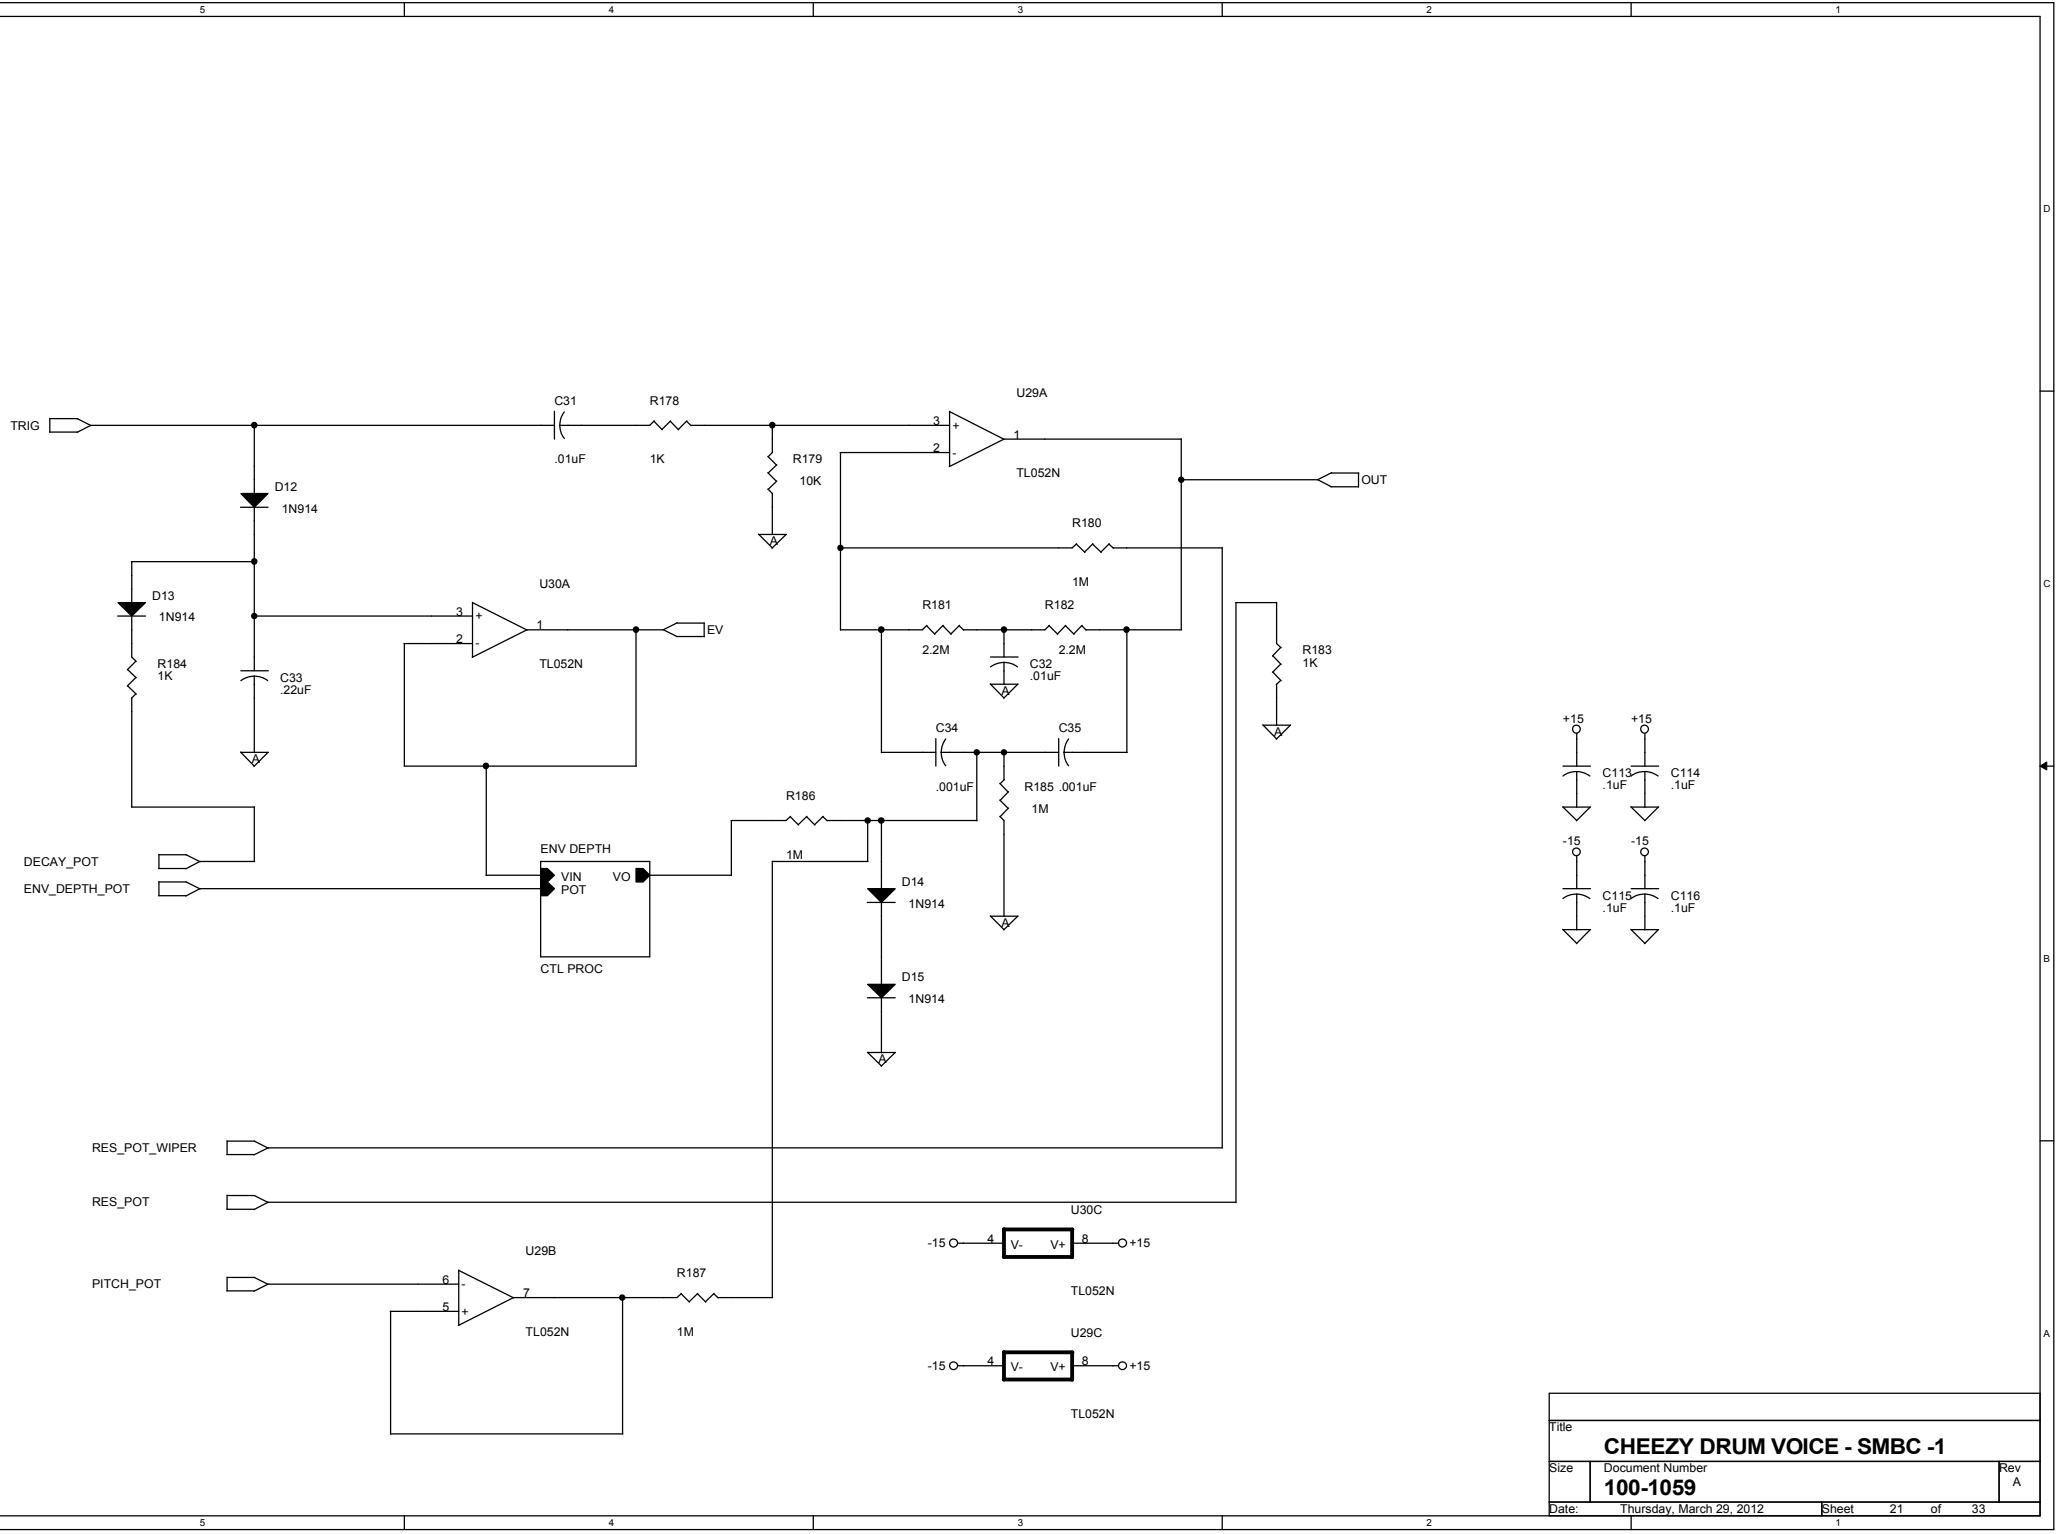 5 4 3 2 1
D
C
B
A
TRIG
C31
.01uF
R178
1K
R179
10K
A
U29A
3
+
2
-
1
TL052N
OUT
D12
1N914
D13
1N914
R184
1K
C33
.22uF
A
U30A
3
+
2
-
1
TL052N
EV
R180
1M
R181
2.2M
R182
2.2M
C32
.01uF
A
R183
1K
A
C34
.001uF
C35
.001uF
R185
1M
A
R186
1M
DECAY_POT
ENV_DEPTH_POT
ENV DEPTH
VIN
POT
VO
CTL PROC
D14
1N914
D15
1N914
A
+15
+15
C113
.1uF
C114
.1uF
-15
-15
C115
.1uF
C116
.1uF
RES_POT_WIPER
RES_POT
PITCH_POT
U29B
6
-
5
+
7
TL052N
R187
1M
U30C
-15
4
V-
V+
8
+15
TL052N
U29C
-15
4
V-
V+
8
+15
TL052N
Title
CHEEZY DRUM VOICE - SMBC -1
Size
Document Number
Rev
100-1059
A
Date: Thursday, March 29, 2012 Sheet 21 of 33
5 4 3 2 1